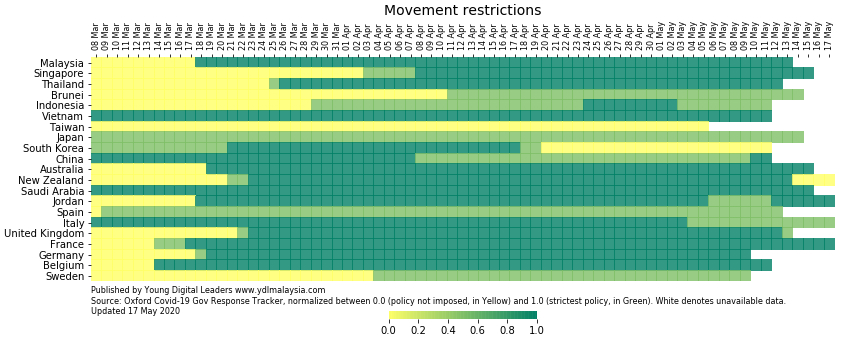 Movement restrictions
08 Mar 09 Mar 10 Mar 11 Mar 12 Mar 13 Mar 14 Mar 15 Mar 16 Mar 17 Mar 18 Mar 19 Mar 20 Mar 21 Mar 22 Mar 23 Mar 24 Mar 25 Mar 26 Mar 27 Mar 28 Mar 29 Mar 30 Mar 31 Mar 01 Apr 02 Apr 03 Apr 04 Apr 05 Apr 06 Apr 07 Apr 08 Apr 09 Apr 10 Apr 11 Apr 12 Apr 13 Apr 14 Apr 15 Apr 16 Apr 17 Apr 18 Apr 19 Apr 20 Apr 21 Apr 22 Apr 23 Apr 24 Apr 25 Apr 26 Apr 27 Apr 28 Apr 29 Apr 30 Apr 01 May 02 May 03 May 04 May 05 May 06 May 07 May 08 May 09 May 10 May 11 May 12 May 13 May 14 May 15 May 16 May 17 May
Malaysia
Singapore
Thailand
Brunei
Indonesia
Vietnam
Taiwan
Japan
South Korea
China
Australia
New Zealand
Saudi Arabia
Jordan
Spain
Italy
United Kingdom
France
Germany
Belgium
Sweden
Published by Young Digital Leaders www.ydlmalaysia.com
Source: Oxford Covid-19 Gov Response Tracker, normalized between 0.0 (policy not imposed, in Yellow) and 1.0 (strictest policy, in Green). White denotes unavailable data.
Updated 17 May 2020
0.0 0.2 0.4 0.6 0.8 1.0